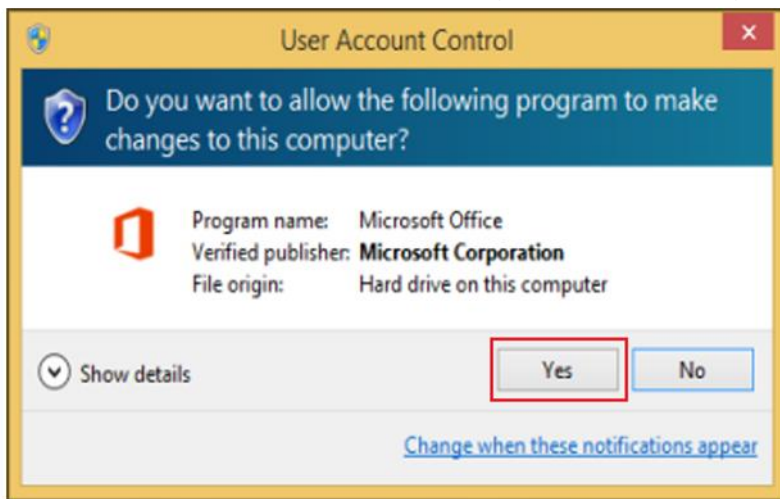 User Account Control
Do you want to allow the following program to make
changes to this computer?
Program name: Microsoft Office
Verified publisher: Microsoft Corporation
File origin: Hard drive on this computer
Show details
Yes
No
Change when these notifications appear